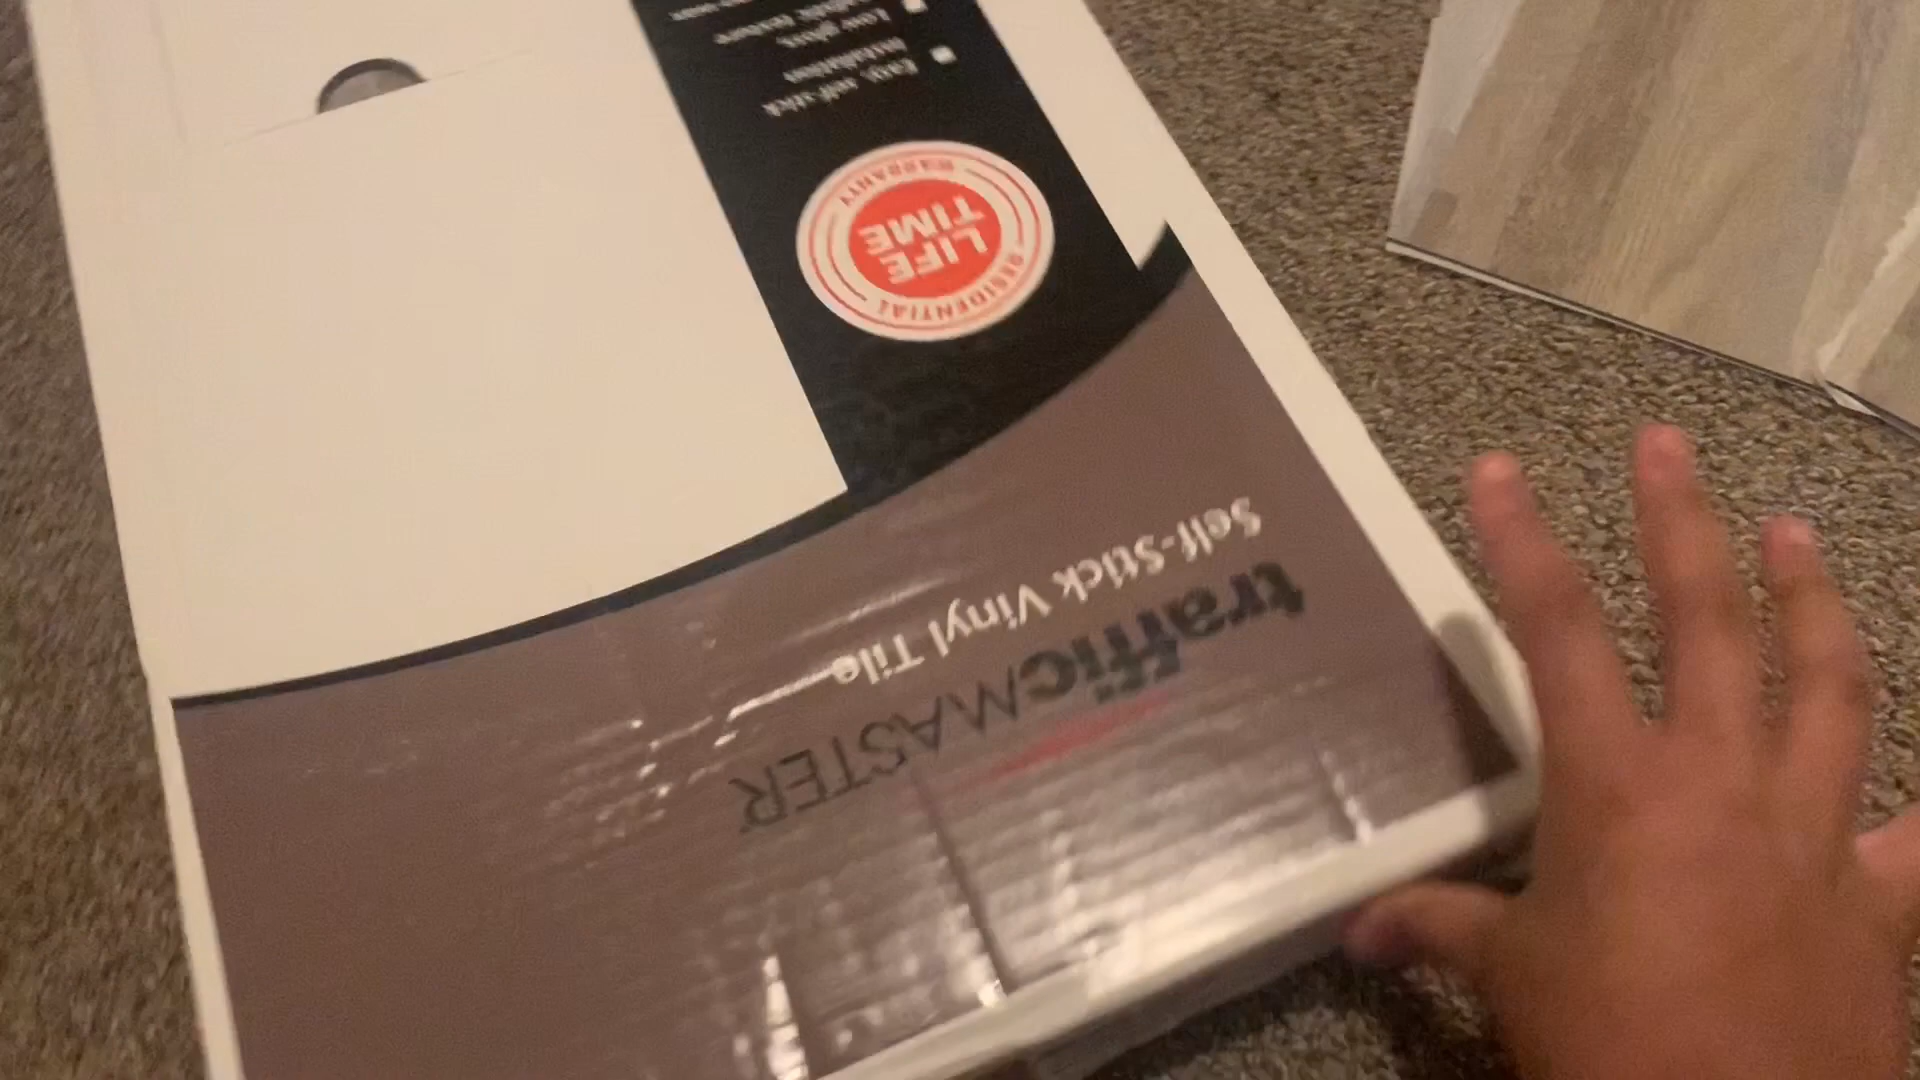 trafficMASTER
Self-Stick Vinyl Tile
RESIDENTIAL
LIFE
TIME
WARRANTY
Easy, self-stick
installation
Low gloss,